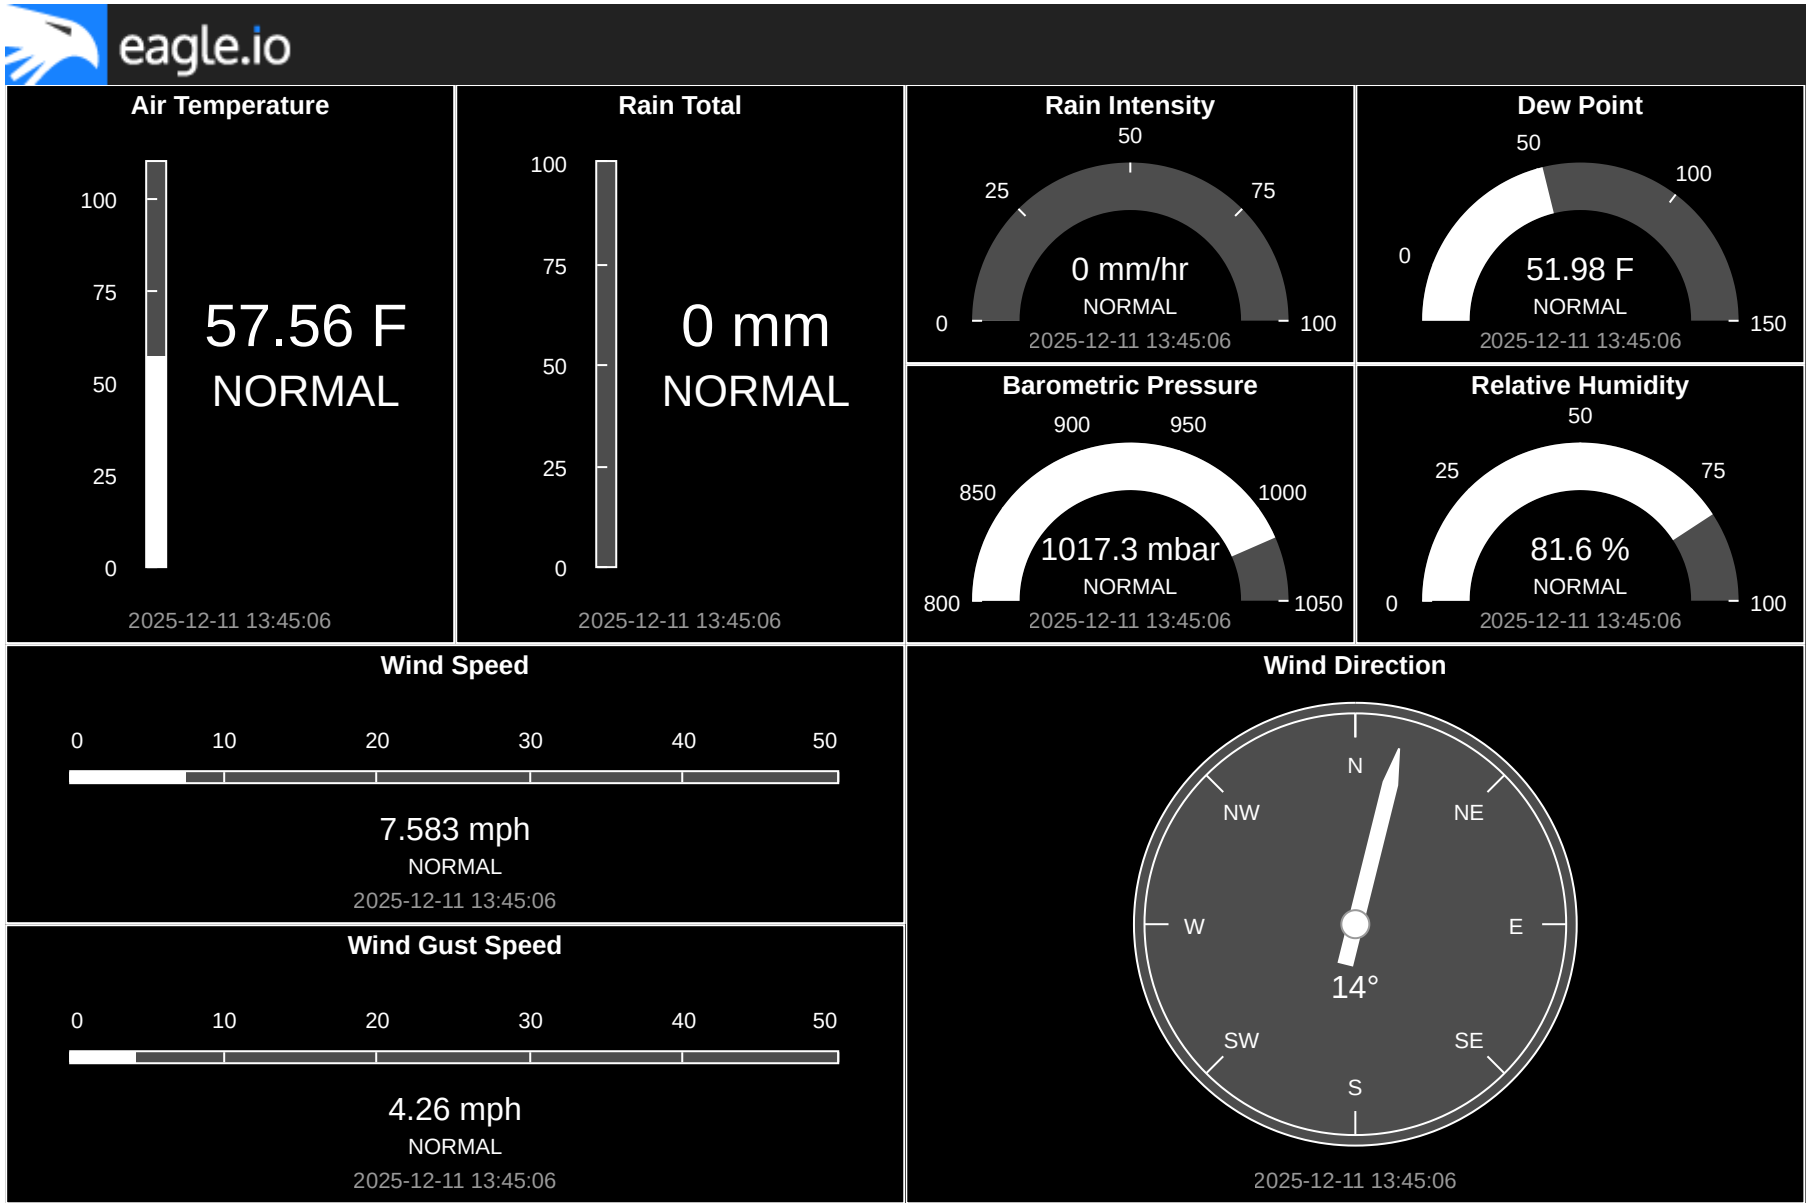 eagle.io
Air Temperature
100
75
50
25
0
57.56 F
NORMAL
2025-12-11 13:45:06
Rain Total
100
75
50
25
0
0 mm
NORMAL
2025-12-11 13:45:06
Rain Intensity
50
25
75
0
100
0 mm/hr
NORMAL
2025-12-11 13:45:06
Dew Point
50
100
0
150
51.98 F
NORMAL
2025-12-11 13:45:06
Barometric Pressure
900
950
850
1000
800
1050
1017.3 mbar
NORMAL
2025-12-11 13:45:06
Relative Humidity
50
25
75
0
100
81.6 %
NORMAL
2025-12-11 13:45:06
Wind Speed
0 10 20 30 40 50
7.583 mph
NORMAL
2025-12-11 13:45:06
Wind Gust Speed
0 10 20 30 40 50
4.26 mph
NORMAL
2025-12-11 13:45:06
Wind Direction
N
NW NE
W E
14°
SW SE
S
2025-12-11 13:45:06